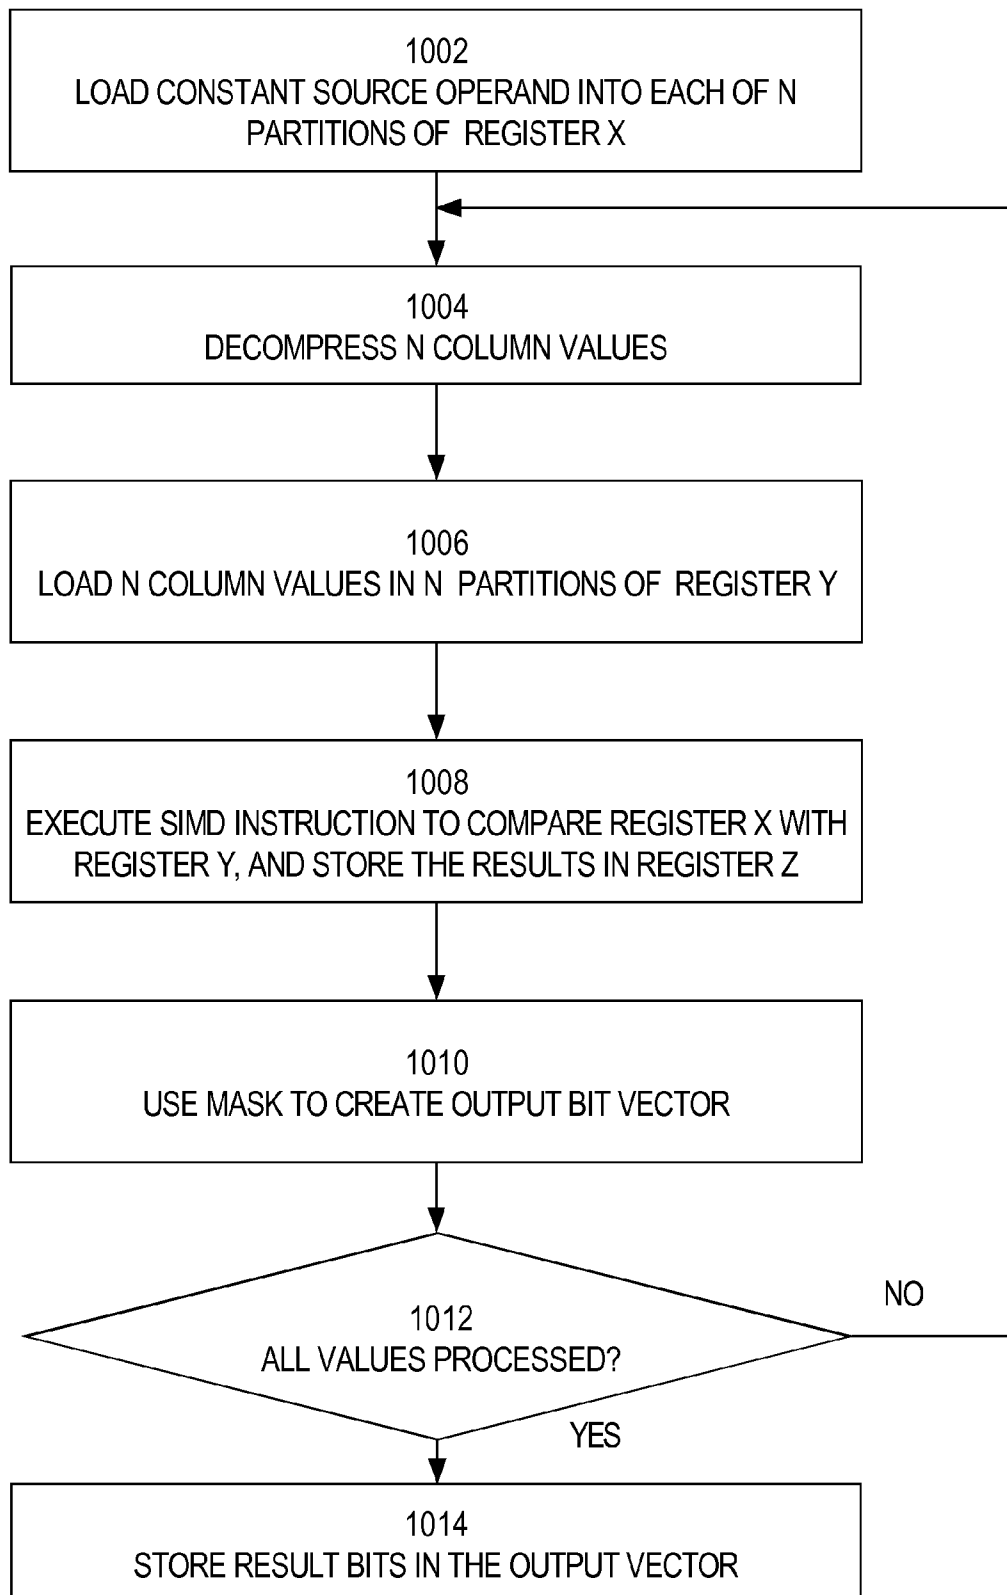 1002
LOAD CONSTANT SOURCE OPERAND INTO EACH OF N
PARTITIONS OF REGISTER X
1004
DECOMPRESS N COLUMN VALUES
1006
LOAD N COLUMN VALUES IN N PARTITIONS OF REGISTER Y
1008
EXECUTE SIMD INSTRUCTION TO COMPARE REGISTER X WITH
REGISTER Y, AND STORE THE RESULTS IN REGISTER Z
1010
USE MASK TO CREATE OUTPUT BIT VECTOR
NO
1012
ALL VALUES PROCESSED?
YES
1014
STORE RESULT BITS IN THE OUTPUT VECTOR